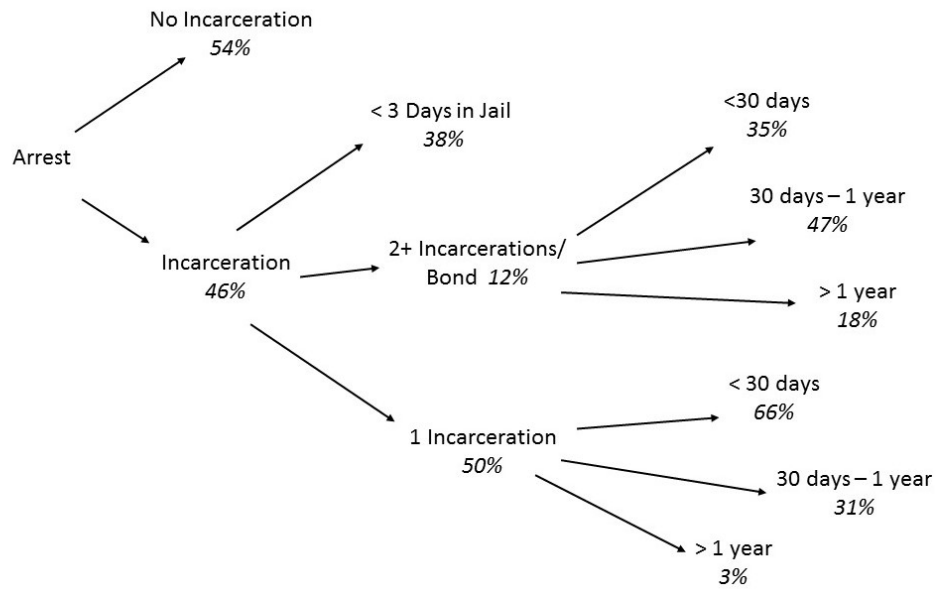 No Incarceration
54%
Arrest
< 3 Days in Jail
38%
Incarceration
46%
2+ Incarcerations/
Bond 12%
1 Incarceration
50%
<30 days
35%
30 days – 1 year
47%
> 1 year
18%
< 30 days
66%
30 days – 1 year
31%
> 1 year
3%